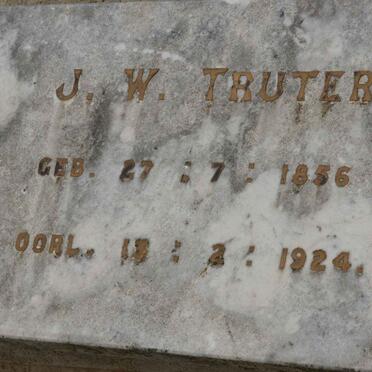 J. W. TRUTER
GEB. 27 : 7 : 1856
OORL. 13 : 2 : 1924.